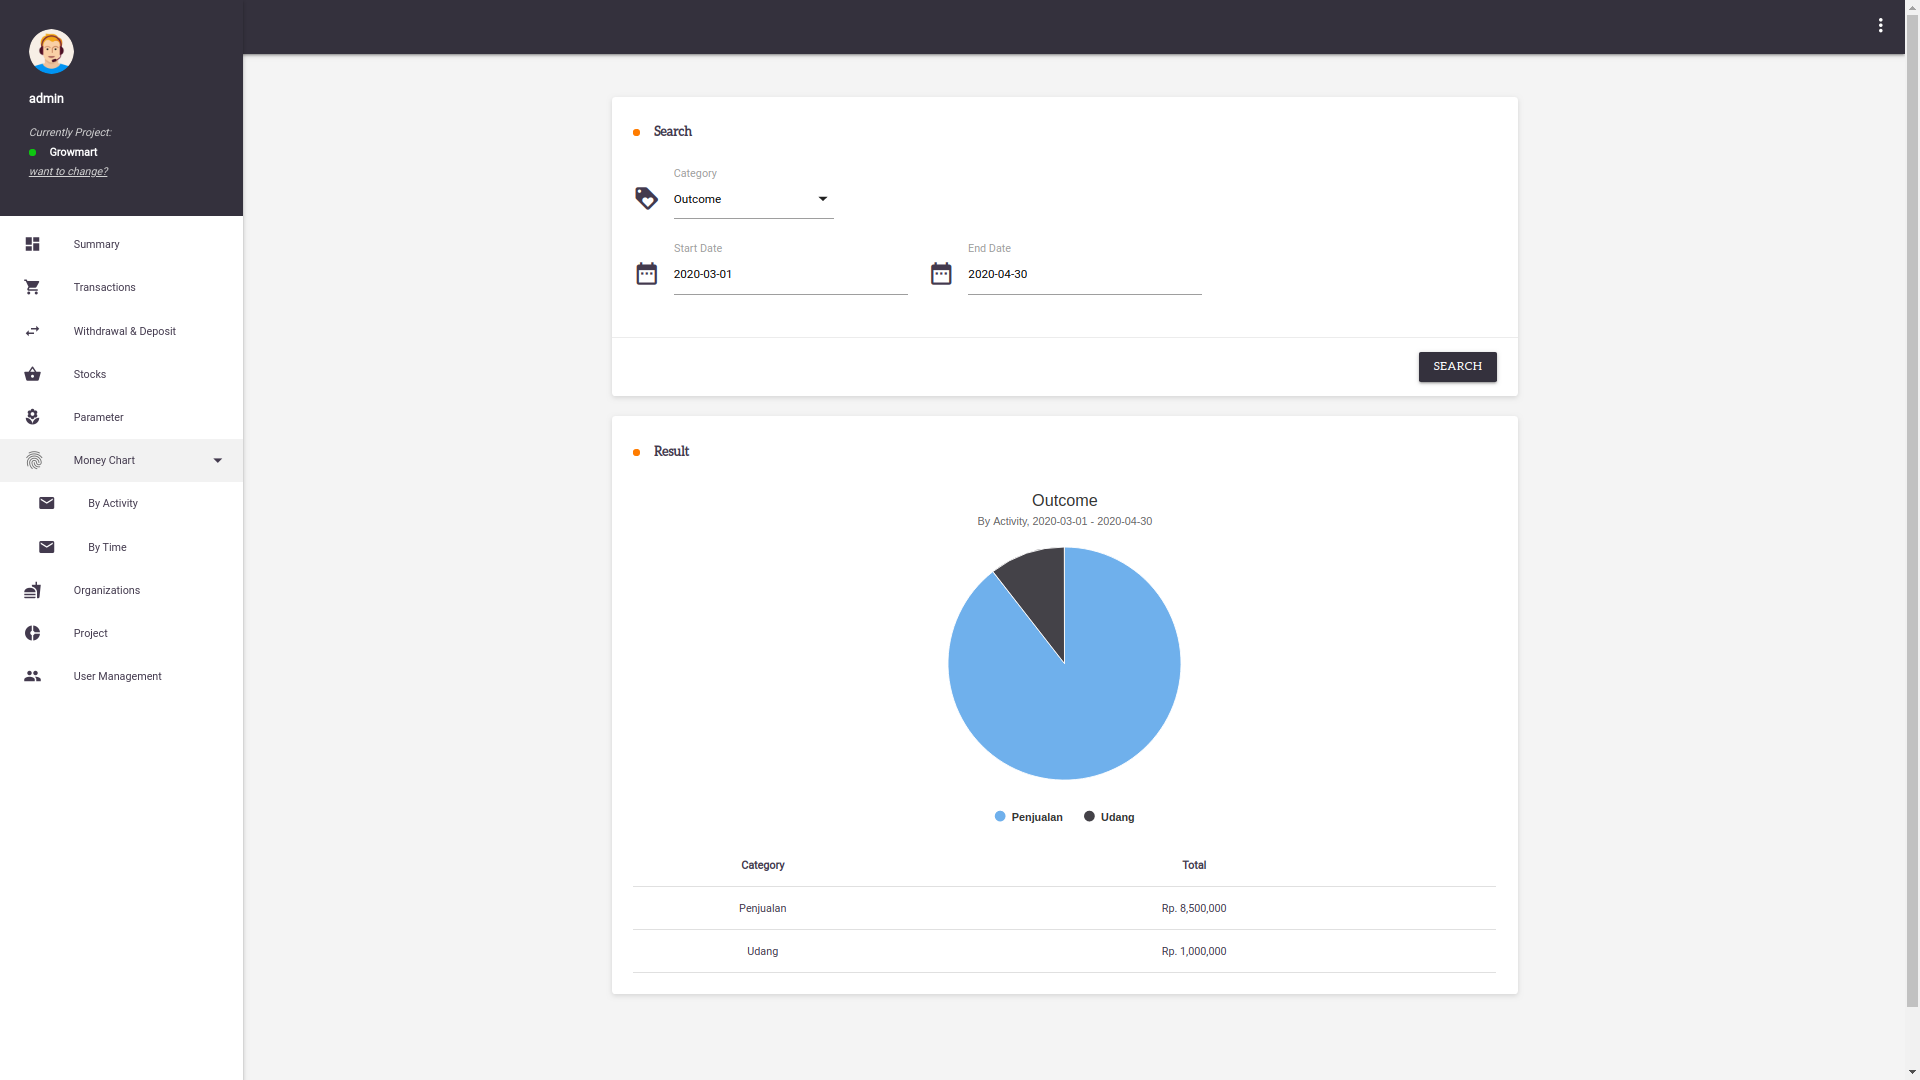 admin
Currently Project:
Growmart
want to change?
Summary
Transactions
Withdrawal & Deposit
Stocks
Parameter
Money Chart
By Activity
By Time
Organizations
Project
User Management
Search
Category
Outcome
Start Date
End Date
2020-03-01
2020-04-30
SEARCH
Result
Outcome
By Activity, 2020-03-01 - 2020-04-30
Penjualan
Udang
Category
Total
Penjualan
Rp. 8,500,000
Udang
Rp. 1,000,000